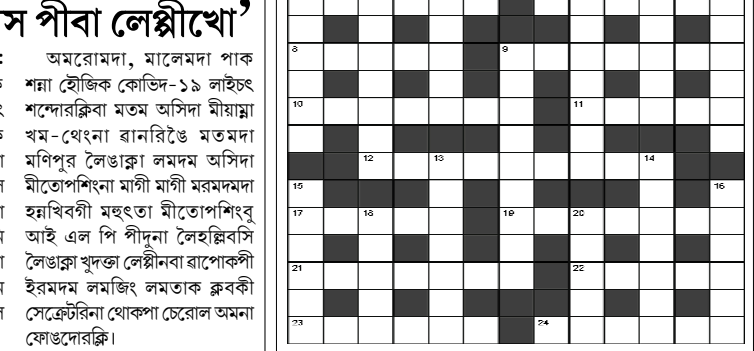 স পীবা লেপ্পীখো’
অমরোমদা, মালেমদা পাক
শন্না হৌজিক কোভিদ-১৯ লাইচৎ
শন্দোরক্লিবা মতম অসিদা মীয়াম্না
খম-থেংনা ৱানরিঙৈ মতমদা
মণিপুর লৈঙাক্না লমদম অসিদা
মীতোপশিংনা মাগী মাগী মরমদমদা
হন্নখিবগী মহুৎতা মীতোপশিংবু
আই এল পি পীদুনা লৈহল্লিবসি
লৈঙাক্না খুদক্তা লেপ্পীনবা ৱাপোকপী
ইরমদম লমজিং লমতাক ক্লবকী
সেক্রেটরিনা থোকপা চেরোল অমনা
ফোঙদোরক্লি।
8 9
10 11
12 13 14
15 16
17 18 19 20
21 22
23 24